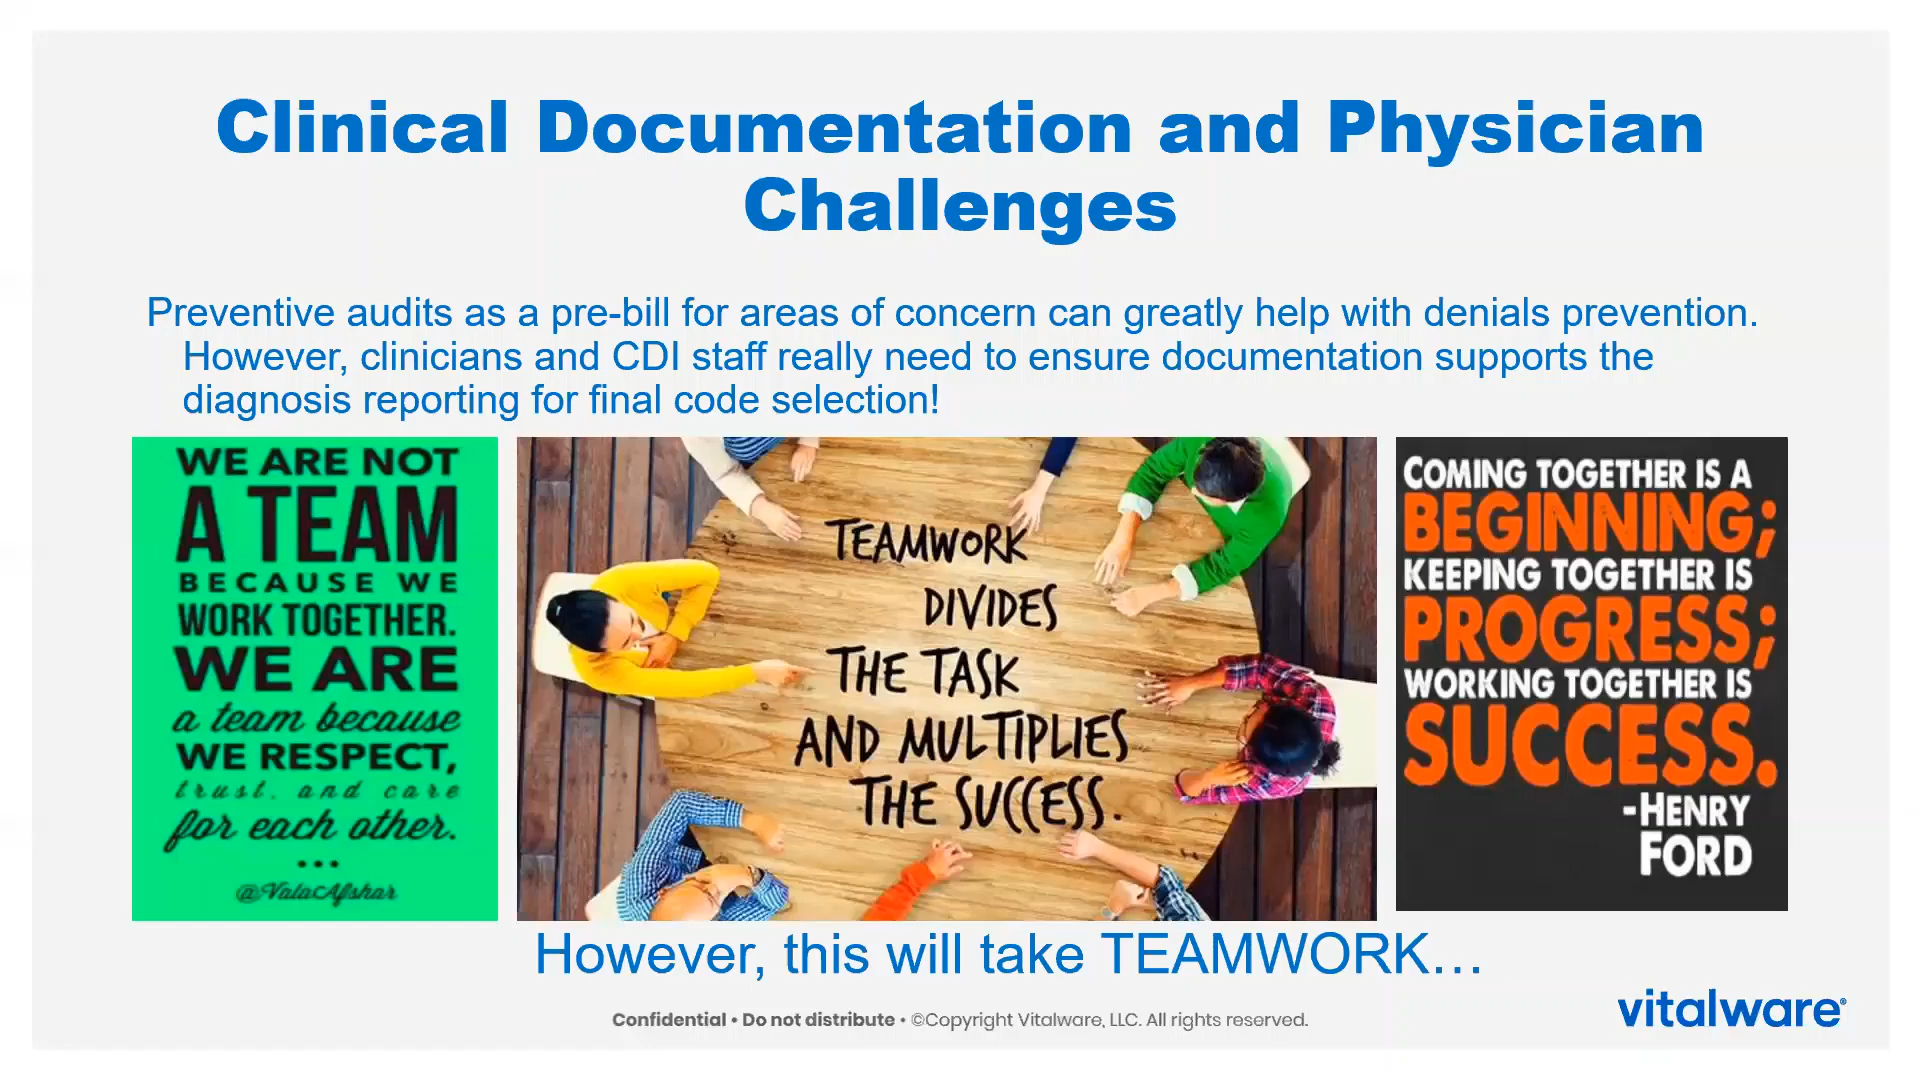 Clinical Documentation and Physician
Challenges
Preventive audits as a pre-bill for areas of concern can greatly help with denials prevention.
However, clinicians and CDI staff really need to ensure documentation supports the
diagnosis reporting for final code selection!
WE ARE NOT
A TEAM
BECAUSE WE
WORK TOGETHER.
WE ARE
a team because
WE RESPECT,
trust, and care
for each other.
...
@ValaAfshar
TEAMWORK
DIVIDES
THE TASK
AND MULTIPLIES
THE SUCCESS.
COMING TOGETHER IS A
BEGINNING;
KEEPING TOGETHER IS
PROGRESS;
WORKING TOGETHER IS
SUCCESS.
-HENRY
FORD
However, this will take TEAMWORK…
Confidential • Do not distribute • ©Copyright Vitalware, LLC. All rights reserved.
vitalware®